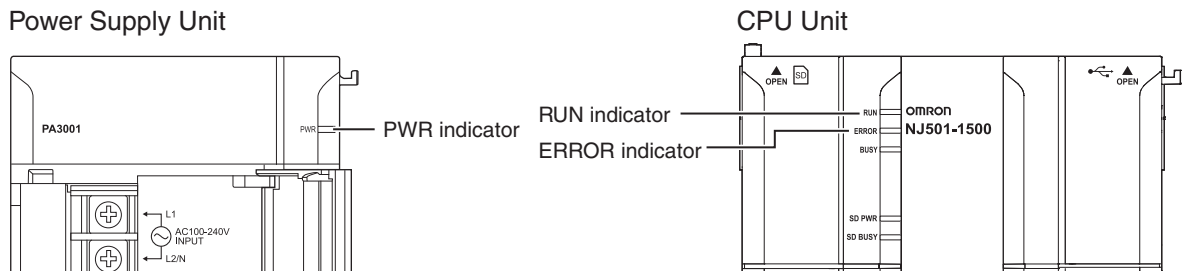 Power Supply Unit
PA3001
PWR
PWR indicator
L1
AC100-240V
INPUT
L2/N
CPU Unit
OPEN
SD
OPEN
RUN indicator
RUN
OMRON
ERROR indicator
ERROR
NJ501-1500
BUSY
SD PWR
SD BUSY